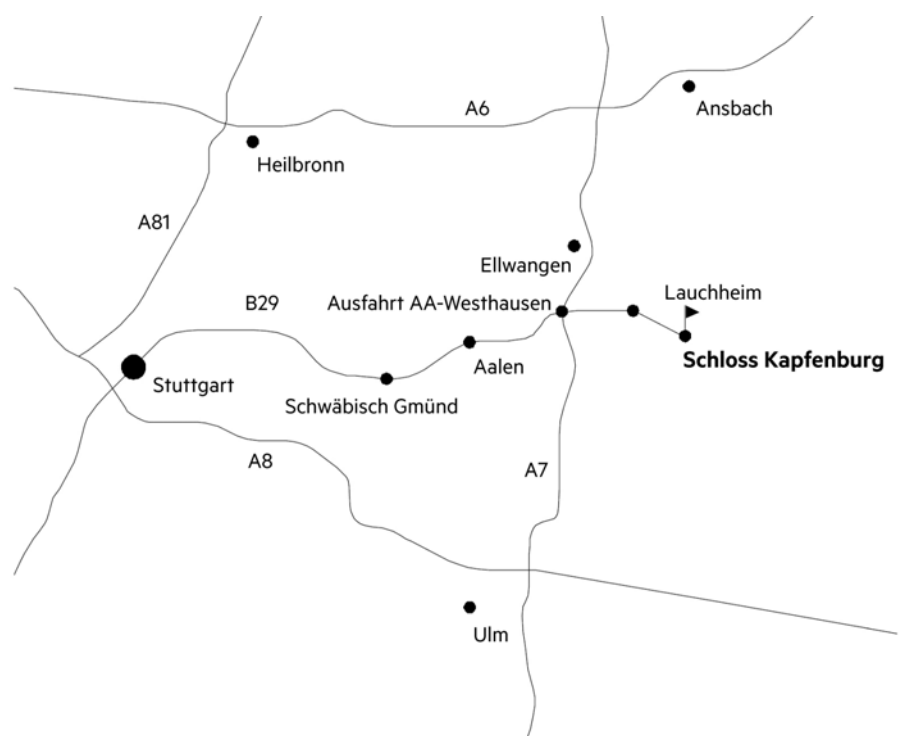 A6
Ansbach
Heilbronn
A81
Ellwangen
Lauchheim
B29
Ausfahrt AA-Westhausen
Schloss Kapfenburg
Aalen
Stuttgart
Schwäbisch Gmünd
A8
A7
Ulm